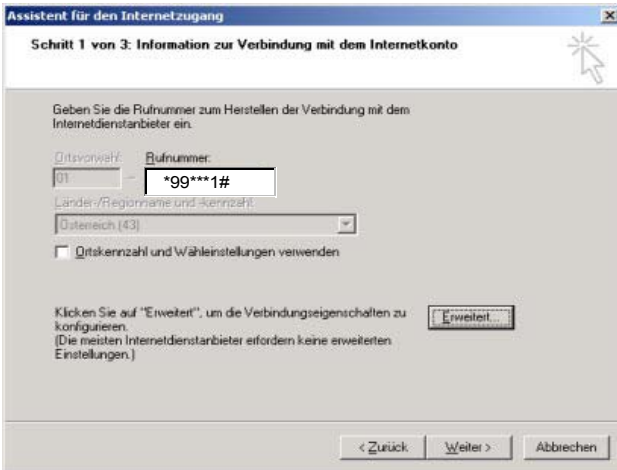 Assistent für den Internetzugang
Schritt 1 von 3: Information zur Verbindung mit dem Internetkonto
Geben Sie die Rufnummer zum Herstellen der Verbindung mit dem
Internetdienstanbieter ein.
Ortsvorwahl: Rufnummer:
01 - *99***1#
Länder-/Regionname und -kennzahl:
Österreich (43)
Ortskennzahl und Wähleinstellungen verwenden
Klicken Sie auf "Erweitert", um die Verbindungseigenschaften zu
konfigurieren.
(Die meisten Internetdienstanbieter erfordern keine erweiterten
Einstellungen.)
Erweitert...
< Zurück Weiter > Abbrechen